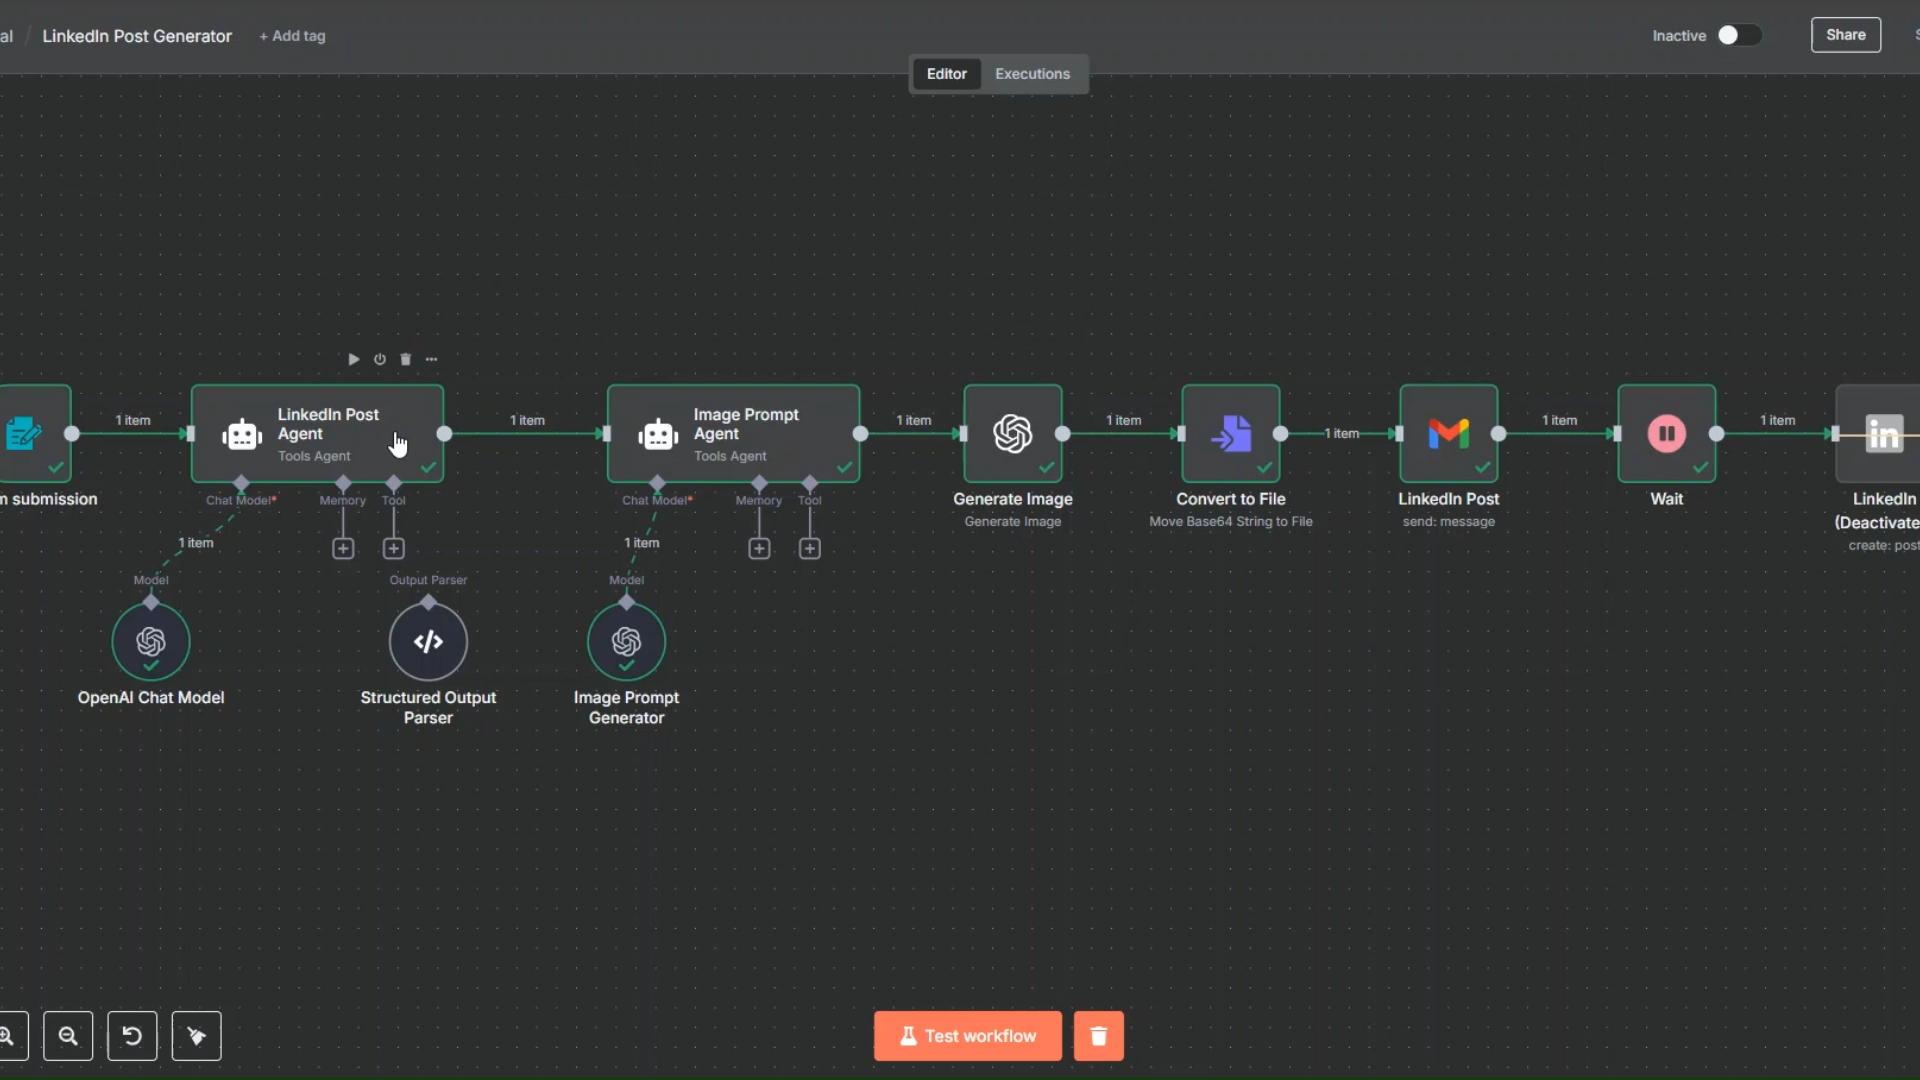 al / LinkedIn Post Generator + Add tag
Inactive
Share
Editor
Executions
1 item
LinkedIn Post
Agent
Tools Agent
1 item
Image Prompt
Agent
Tools Agent
1 item
1 item
1 item
1 item
1 item
in
m submission
Chat Model*
Memory
Tool
Chat Model*
Memory
Tool
Generate Image
Generate Image
Convert to File
Move Base64 String to File
LinkedIn Post
send: message
Wait
LinkedIn
(Deactivate
create: post
1 item
1 item
Model
Output Parser
Model
OpenAI Chat Model
Structured Output
Parser
Image Prompt
Generator
Test workflow